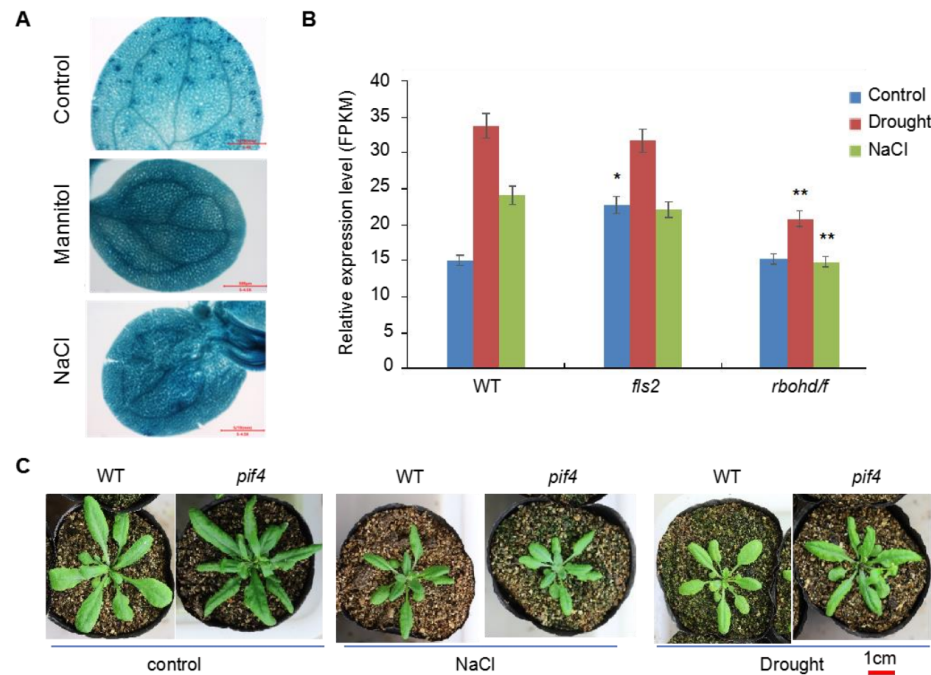 A
Control
Mannitol
NaCl
B
Relative expression level (FPKM)
40
35
30
25
20
15
10
5
0
*
**
**
WT
fls2
rbohd/f
Control
Drought
NaCl
C
WT
pif4
WT
pif4
WT
pif4
control
NaCl
Drought
1cm